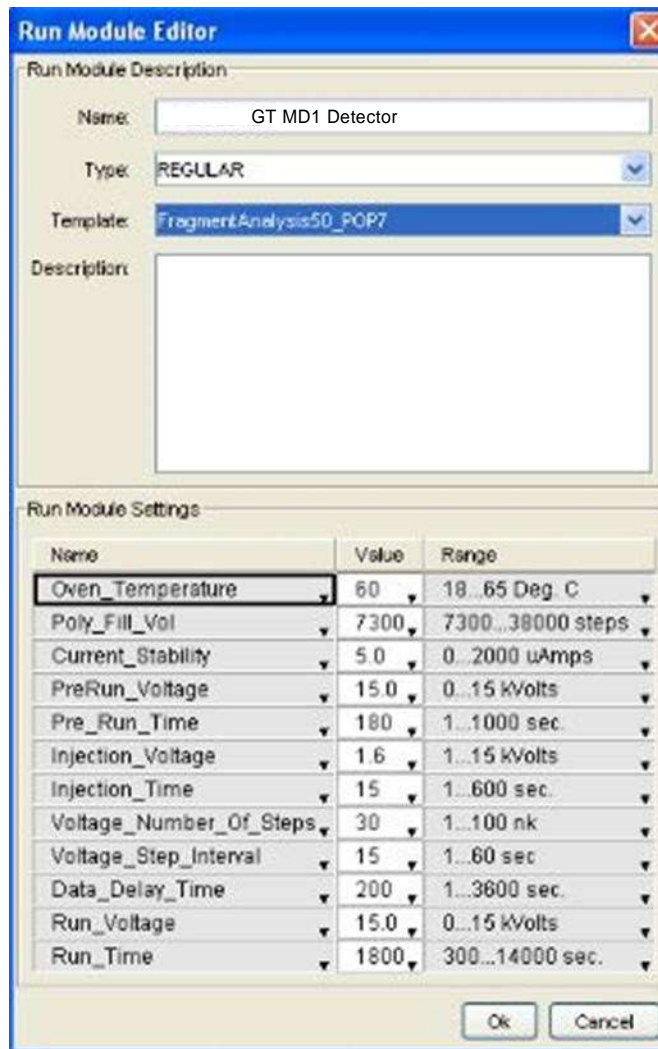 Run Module Editor
Run Module Description
Name: GT MD1 Detector
Type: REGULAR
Template: FragmentAnalysis50_POP7
Description:
Run Module Settings
Name Value Range
Oven_Temperature 60 18...65 Deg. C
Poly_Fill_Vol 7300 7300...38000 steps
Current_Stability 5.0 0...2000 uAmps
PreRun_Voltage 15.0 0...15 kVolts
Pre_Run_Time 180 1...1000 sec.
Injection_Voltage 1.6 1...15 kVolts
Injection_Time 15 1...600 sec.
Voltage_Number_Of_Steps 30 1...100 nk
Voltage_Step_Interval 15 1...60 sec
Data_Delay_Time 200 1...3600 sec.
Run_Voltage 15.0 0...15 kVolts
Run_Time 1800 300...14000 sec.
Ok Cancel